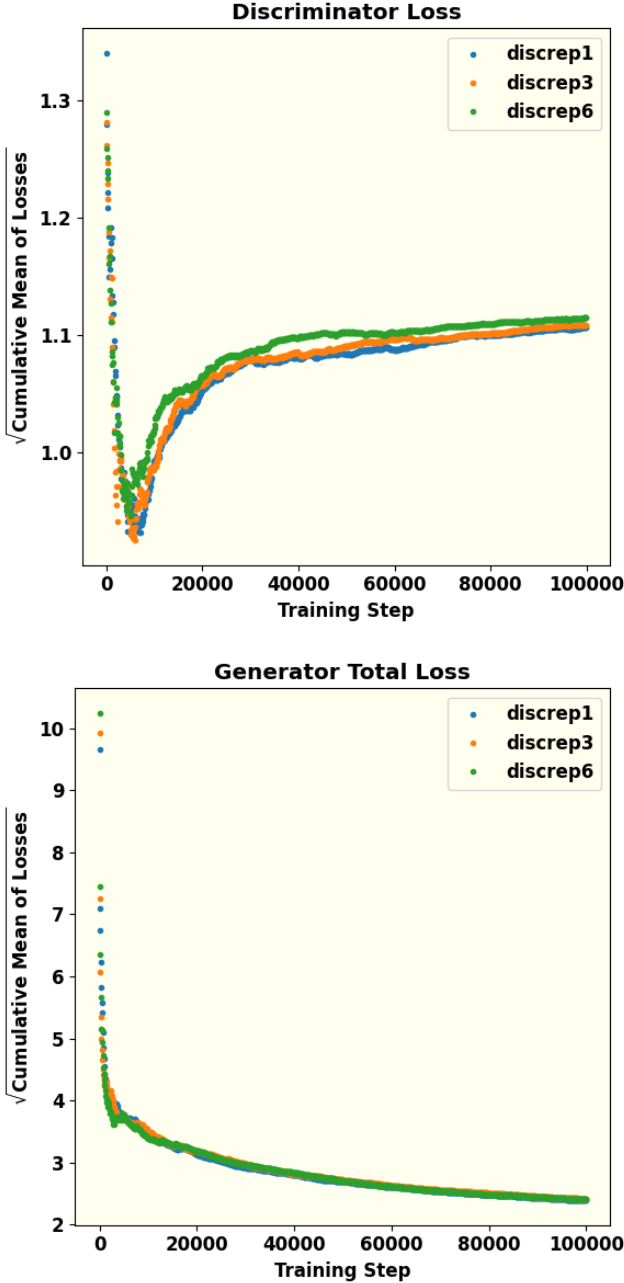 Discriminator Loss
discrep1
discrep3
discrep6
1.3
1.2
1.1
1.0
√Cumulative Mean of Losses
0 20000 40000 60000 80000 100000
Training Step
Generator Total Loss
discrep1
discrep3
discrep6
10
9
8
7
6
5
4
3
2
√Cumulative Mean of Losses
0 20000 40000 60000 80000 100000
Training Step